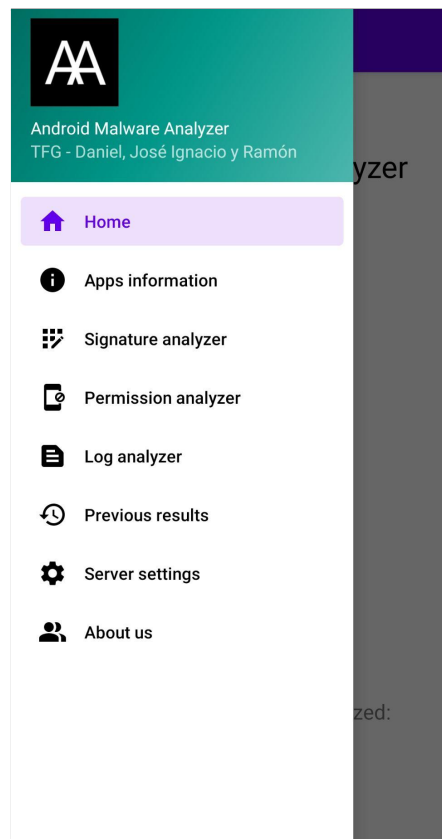 AA
Android Malware Analyzer
TFG - Daniel, José Ignacio y Ramón
yzer
Home
Apps information
Signature analyzer
Permission analyzer
Log analyzer
Previous results
Server settings
About us
zed: